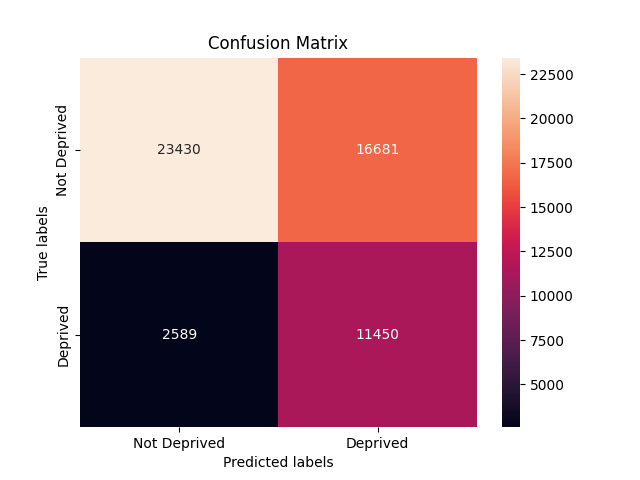 Confusion Matrix
True labels
Not Deprived
Deprived
23430
16681
2589
11450
Not Deprived
Deprived
Predicted labels
22500
20000
17500
15000
12500
10000
7500
5000